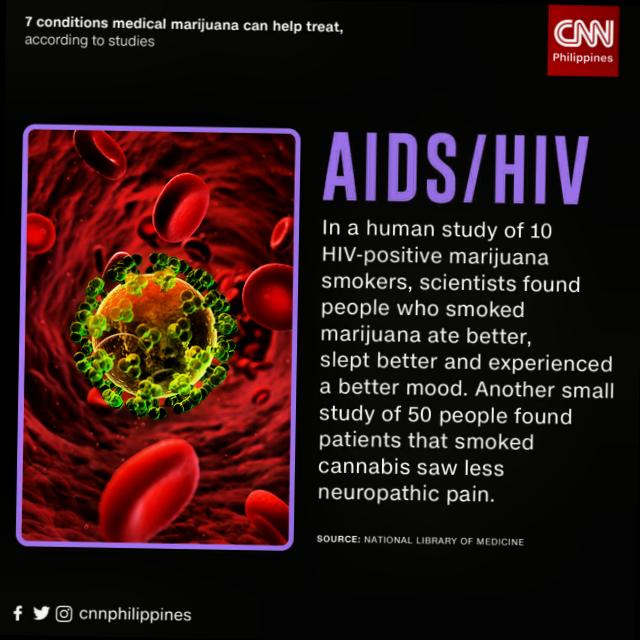 7 conditions medical marijuana can help treat,
according to studies
CNN
Philippines
AIDS/HIV
In a human study of 10
HIV-positive marijuana
smokers, scientists found
people who smoked
marijuana ate better,
slept better and experienced
a better mood. Another small
study of 50 people found
patients that smoked
cannabis saw less
neuropathic pain.
SOURCE: NATIONAL LIBRARY OF MEDICINE
cnnphilippines